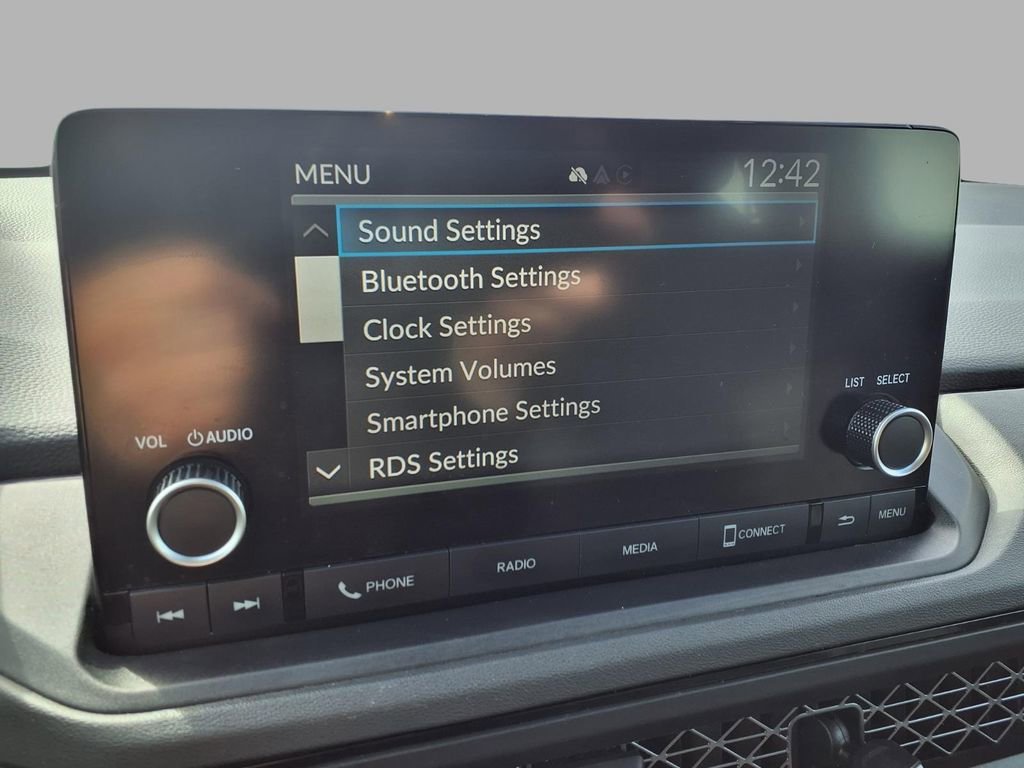 MENU 12:42
Sound Settings
Bluetooth Settings
Clock Settings
System Volumes
Smartphone Settings
RDS Settings
LIST SELECT
VOL AUDIO
PHONE RADIO MEDIA CONNECT MENU